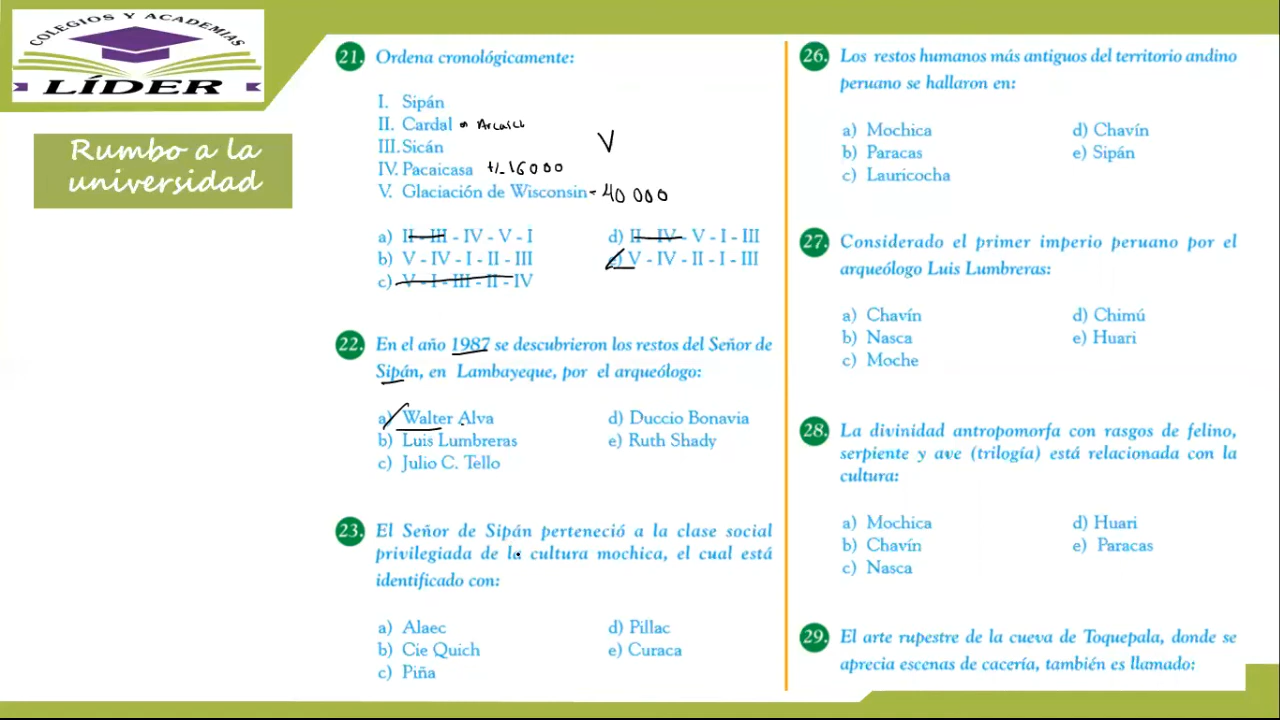 COLEGIOS Y ACADEMIAS
LÍDER
Rumbo a la
universidad
21. Ordena cronológicamente:
I. Sipán
II. Cardal
III. Sicán
V
IV. Pacaicasa +/- 16000
V. Glaciación de Wisconsin - 40 000
a) II - III - IV - V - I
b) V - IV - I - II - III
c) V - I - III - II - IV
d) II - IV - V - I - III
e) V - IV - II - I - III
22. En el año 1987 se descubrieron los restos del Señor de
Sipán, en Lambayeque, por el arqueólogo:
a) Walter Alva
b) Luis Lumbreras
c) Julio C. Tello
d) Duccio Bonavia
e) Ruth Shady
23. El Señor de Sipán perteneció a la clase social
privilegiada de la cultura mochica, el cual está
identificado con:
a) Alaec
b) Cie Quich
c) Piña
d) Pillac
e) Curaca
26. Los restos humanos más antiguos del territorio andino
peruano se hallaron en:
a) Mochica
b) Paracas
c) Lauricocha
d) Chavín
e) Sipán
27. Considerado el primer imperio peruano por el
arqueólogo Luis Lumbreras:
a) Chavín
b) Nasca
c) Moche
d) Chimú
e) Huari
28. La divinidad antropomorfa con rasgos de felino,
serpiente y ave (trilogía) está relacionada con la
cultura:
a) Mochica
b) Chavín
c) Nasca
d) Huari
e) Paracas
29. El arte rupestre de la cueva de Toquepala, donde se
aprecia escenas de cacería, también es llamado: